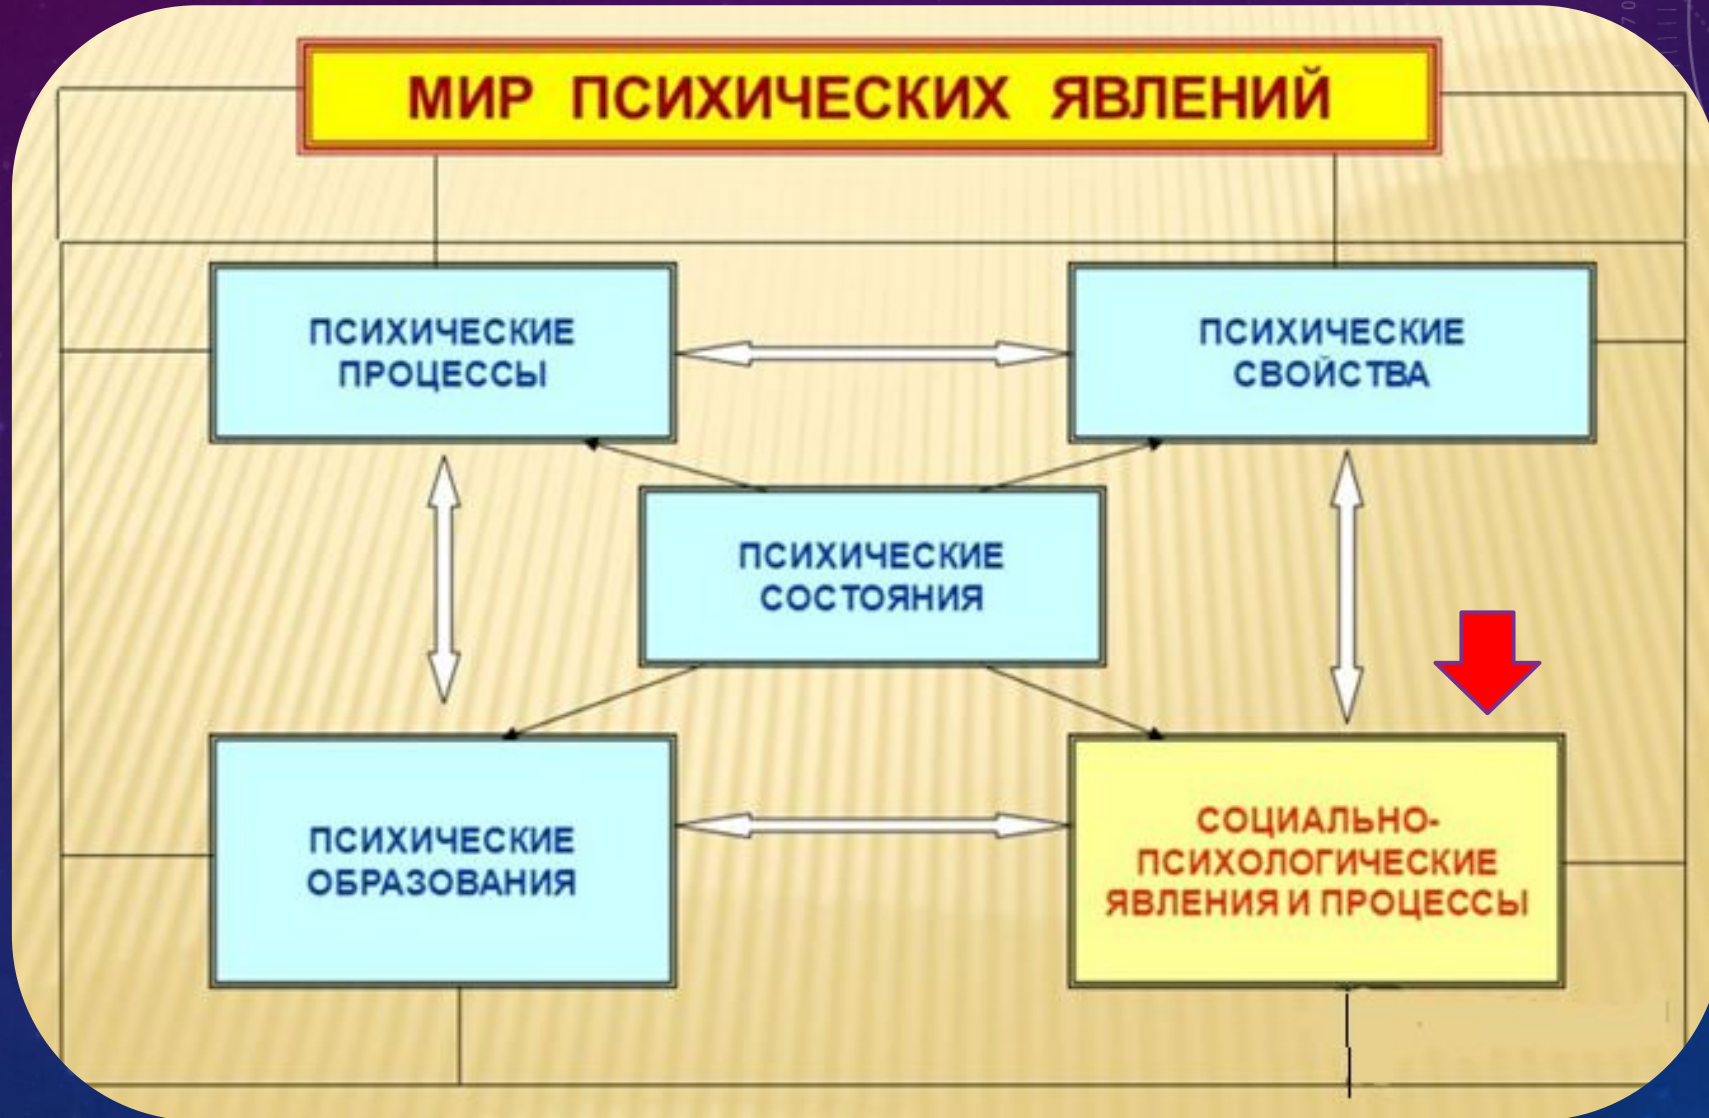 МИР ПСИХИЧЕСКИХ ЯВЛЕНИЙ
ПСИХИЧЕСКИЕ
ПРОЦЕССЫ
ПСИХИЧЕСКИЕ
СВОЙСТВА
ПСИХИЧЕСКИЕ
СОСТОЯНИЯ
ПСИХИЧЕСКИЕ
ОБРАЗОВАНИЯ
СОЦИАЛЬНО-
ПСИХОЛОГИЧЕСКИЕ
ЯВЛЕНИЯ И ПРОЦЕССЫ